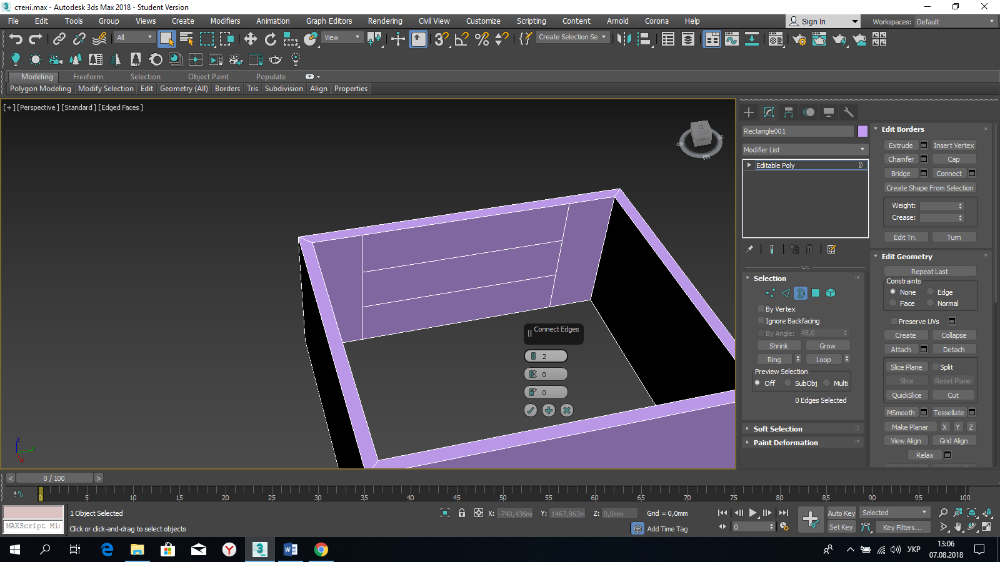 стені.max - Autodesk 3ds Max 2018 - Student Version
File Edit Tools Group Views Create Modifiers Animation Graph Editors Rendering Civil View Customize Scripting Content Arnold Corona Help
Sign In
Workspaces: Default
All
View
Create Selection Se
Modeling Freeform Selection Object Paint Populate
Polygon Modeling Modify Selection Edit Geometry (All) Borders Tris Subdivision Align Properties
[+] [Perspective ] [Standard ] [Edged Faces ]
Rectangle001
Modifier List
Editable Poly
Selection
By Vertex
Ignore Backfacing
By Angle: 45,0
Shrink Grow
Ring Loop
Preview Selection
Off SubObj Multi
0 Edges Selected
Soft Selection
Paint Deformation
Edit Borders
Extrude Insert Vertex
Chamfer Cap
Bridge Connect
Create Shape From Selection
Weight:
Crease:
Edit Tri. Turn
Edit Geometry
Repeat Last
Constraints
None Edge
Face Normal
Preserve UVs
Create Collapse
Attach Detach
Slice Plane Split
Slice Reset Plane
QuickSlice Cut
MSmooth Tessellate
Make Planar X Y Z
View Align Grid Align
Relax
Connect Edges
2
0
0
z
y
x
0 / 100
0 5 10 15 20 25 30 35 40 45 50 55 60 65 70 75 80 85 90 95 100
1 Object Selected
X: -740,436m Y: 1467,862m Z: 0,0mm Grid = 0,0mm
Auto Key Selected
MAXScript Mi
Click or click-and-drag to select objects
Add Time Tag
0
Set Key Key Filters...
УКР
13:06
07.08.2018